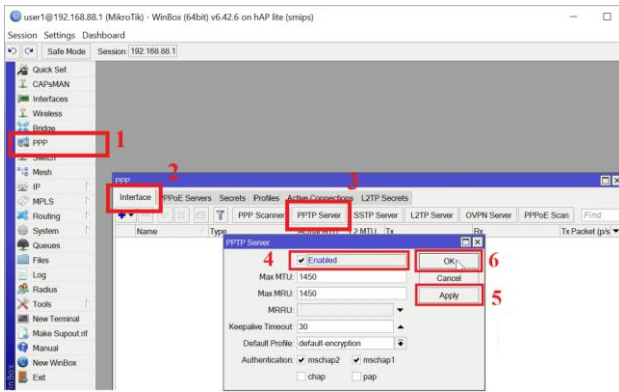 user1@192.168.88.1 (MikroTik) - WinBox (64bit) v6.42.6 on hAP lite (smips)
Session Settings Dashboard
Safe Mode Session: 192.168.88.1
Quick Set
CAPsMAN
Interfaces
Wireless
Bridge
PPP 1
Switch
Mesh
IP
MPLS
Routing
System
Queues
Files
Log
Radius
Tools
New Terminal
Make Supout.rif
Manual
New WinBox
Exit
WinBox
2
3
PPP
Interface PPPoE Servers Secrets Profiles Active Connections L2TP Secrets
PPP Scanner PPTP Server SSTP Server L2TP Server OVPN Server PPPoE Scan Find
Name Type Actual MTU L2 MTU Tx Rx Tx Packet (p/s)
PPTP Server
4 Enabled OK 6
Max MTU: 1450 Cancel
Max MRU: 1450 Apply 5
MRRU:
Keepalive Timeout: 30
Default Profile: default-encryption
Authentication: mschap2 mschap1
chap pap